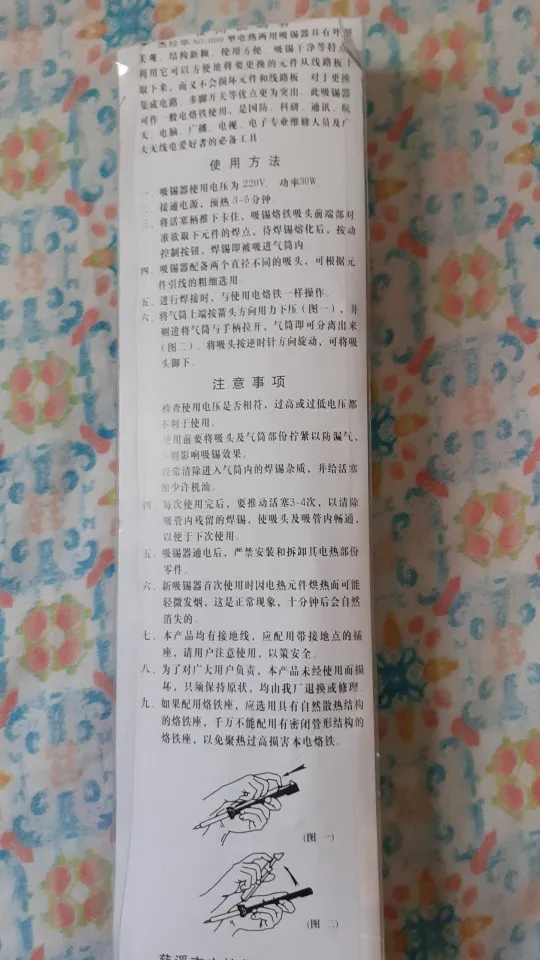 型电热两用吸锡器具有外型
美观、结构新颖、使用方便、吸锡干净等特点
利用它可以方便地将要更换的元件从线路板上
取下来，而又不会损坏元件和线路板。对于更换
集成电路、多脚开关等优点更为突出。此吸锡器
可作一般电烙铁使用，是国防、科研、通讯、航
天、电脑、广播、电视、电子专业维修人员及广
大无线电爱好者的必备工具
使用方法
一、吸锡器使用电压为 220V、功率30W
二、接通电源，预热 3-5分钟。
三、将活塞柄推下卡住，吸锡烙铁吸头前端部对
准欲取下元件的焊点，待焊锡熔化后，按动
控制按钮，焊锡即被吸进气筒内。
四、吸锡器配备两个直径不同的吸头，可根据元
件引线的粗细选用。
五、进行焊接时，与使用电烙铁一样操作。
六、将气筒上端按箭头方向用力下压（图一），并
则进将气筒与手柄拉开，气筒即可分离出来
（图二）。将吸头按逆时针方向旋动，可将吸
头御下。
注意事项
检查使用电压是否相符，过高或过低电压都
不利于使用。
使用前要将吸头及气筒部份拧紧以防漏气，
则影响吸锡效果。
经常清除进入气筒内的焊锡杂质，并给活塞
加少许机油。
四、每次使用完后，要推动活塞3-4次，以清除
吸管内残留的焊锡，使吸头及吸管内畅通，
以便于下次使用。
五、吸锡器通电后，严禁安装和拆卸其电热部份
零件。
六、新吸锡器首次使用时因电热元件烘热而可能
轻微发烟、这是正常现象，十分钟后会自然
消失的。
七、本产品均有接地线，应配用带接地点的插
座，请用户注意使用，以策安全。
八、为了对广大用户负责，本产品未经使用而损
坏，只须保持原状，均由我厂退换或修理。
九、如果配用烙铁座，应选用具有自然散热结构
的烙铁座，千万不能配用有密闭管形结构的
烙铁座，以免聚热过高损害本电烙铁。
(图 一)
(图 二)